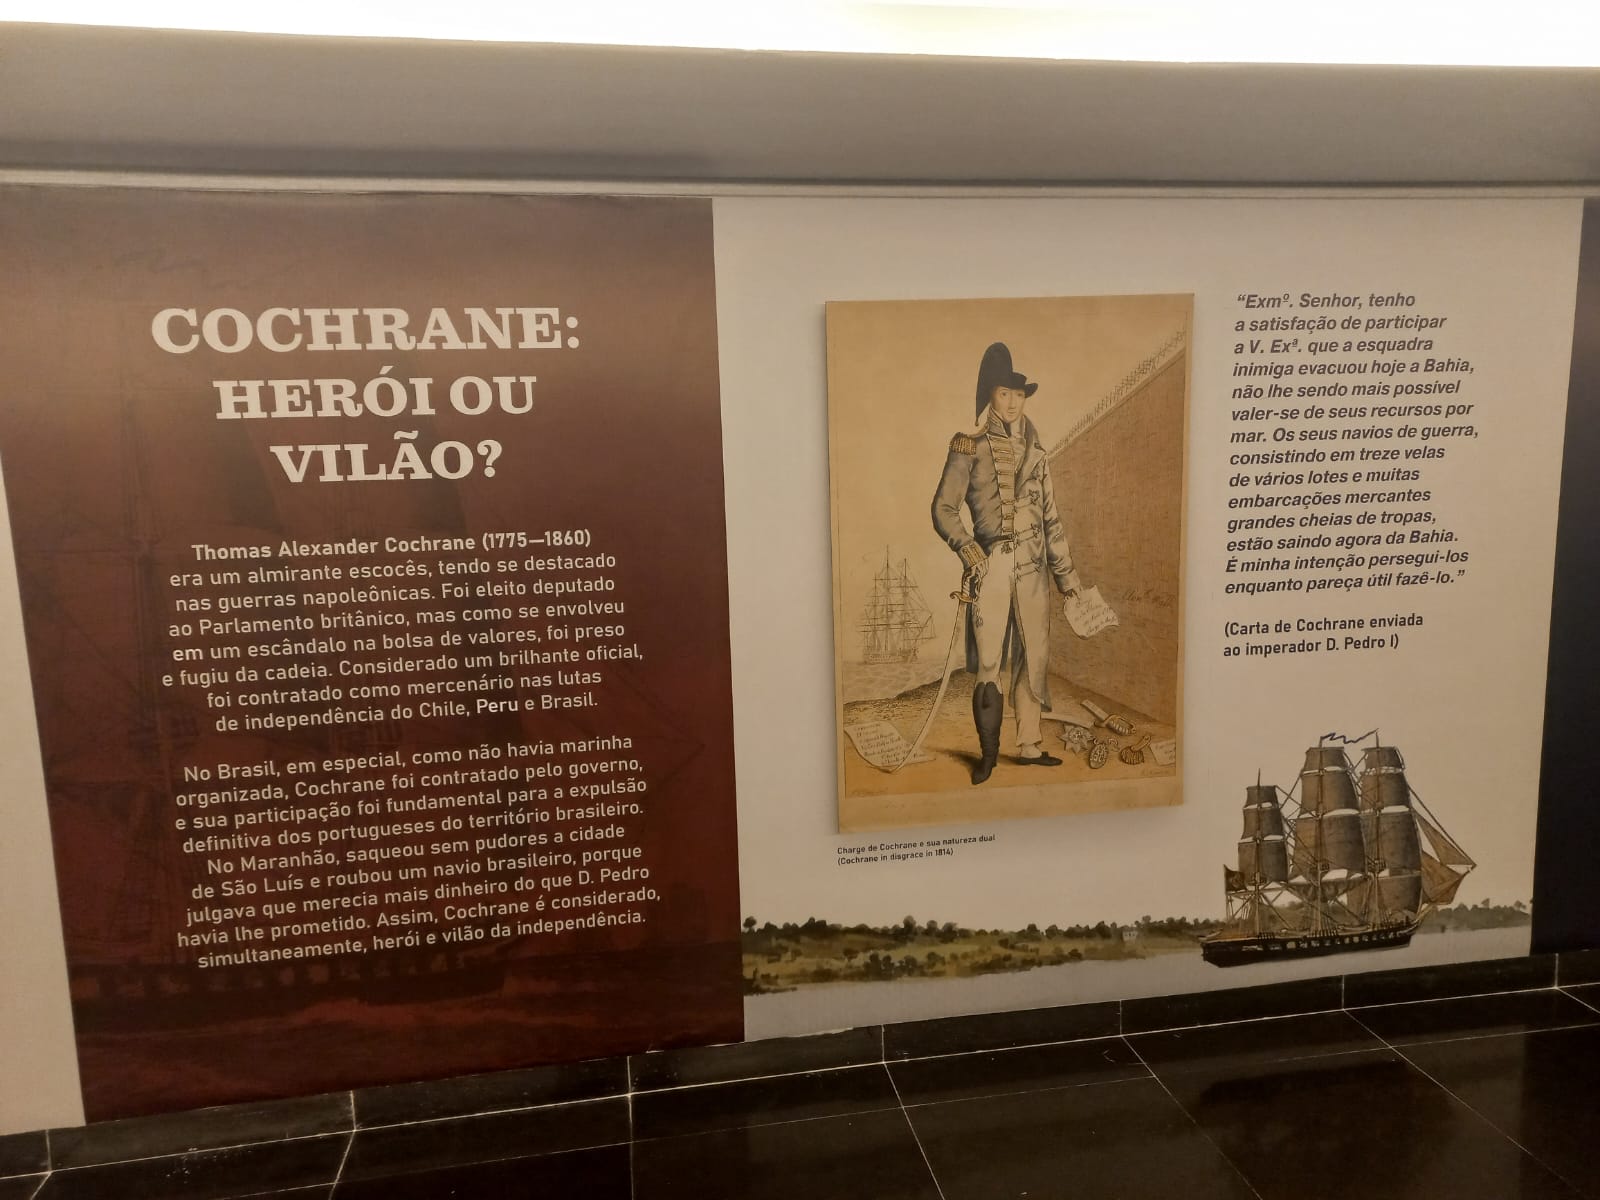 COCHRANE:
HERÓI OU
VILÃO?
Thomas Alexander Cochrane (1775—1860)
era um almirante escocês, tendo se destacado
nas guerras napoleônicas. Foi eleito deputado
ao Parlamento britânico, mas como se envolveu
em um escândalo na bolsa de valores, foi preso
e fugiu da cadeia. Considerado um brilhante oficial,
foi contratado como mercenário nas lutas
de independência do Chile, Peru e Brasil.
No Brasil, em especial, como não havia marinha
organizada, Cochrane foi contratado pelo governo,
e sua participação foi fundamental para a expulsão
definitiva dos portugueses do território brasileiro.
No Maranhão, saqueou sem pudores a cidade
de São Luís e roubou um navio brasileiro, porque
julgava que merecia mais dinheiro do que D. Pedro
havia lhe prometido. Assim, Cochrane é considerado,
simultaneamente, herói e vilão da independência.
Charge de Cochrane e sua natureza dual
(Cochrane in disgrace in 1814)
“Exmº. Senhor, tenho
a satisfação de participar
a V. Exª. que a esquadra
inimiga evacuou hoje a Bahia,
não lhe sendo mais possível
valer-se de seus recursos por
mar. Os seus navios de guerra,
consistindo em treze velas
de vários lotes e muitas
embarcações mercantes
grandes cheias de tropas,
estão saindo agora da Bahia.
É minha intenção persegui-los
enquanto pareça útil fazê-lo.”
(Carta de Cochrane enviada
ao imperador D. Pedro I)